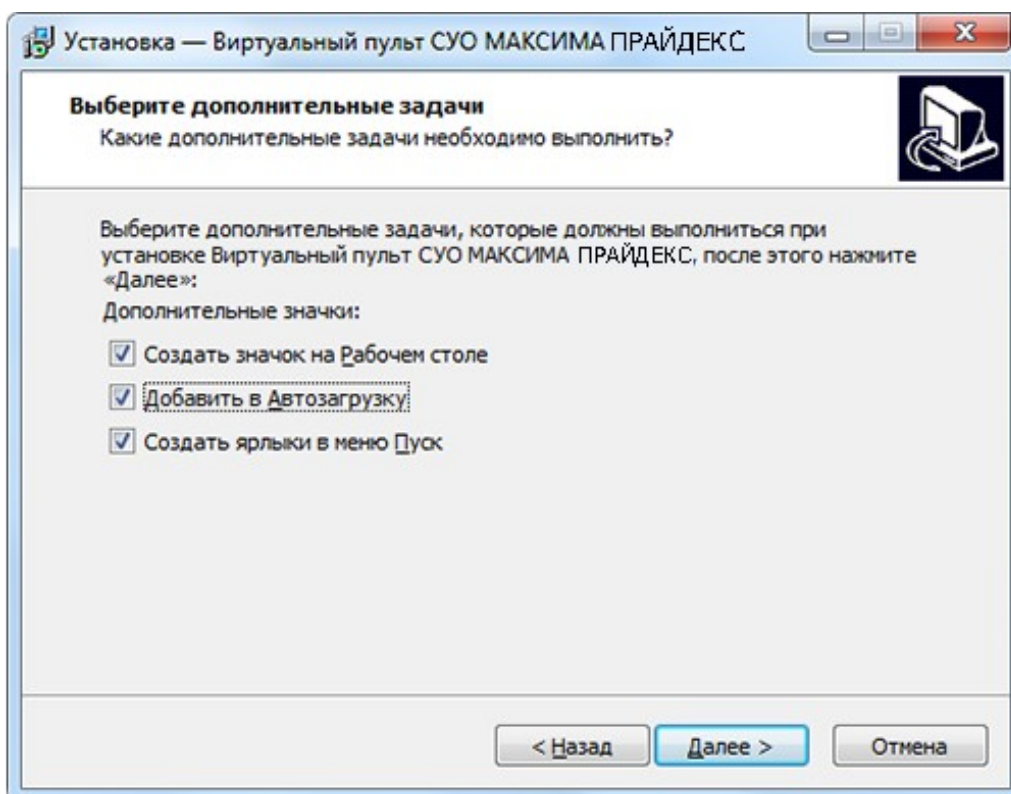 Установка — Виртуальный пульт СУО МАКСИМА ПРАЙДЕКС
Выберите дополнительные задачи
Какие дополнительные задачи необходимо выполнить?
Выберите дополнительные задачи, которые должны выполниться при
установке Виртуальный пульт СУО МАКСИМА ПРАЙДЕКС, после этого нажмите
«Далее»:
Дополнительные значки:
Создать значок на Рабочем столе
Добавить в Автозагрузку
Создать ярлыки в меню Пуск
< Назад Далее > Отмена